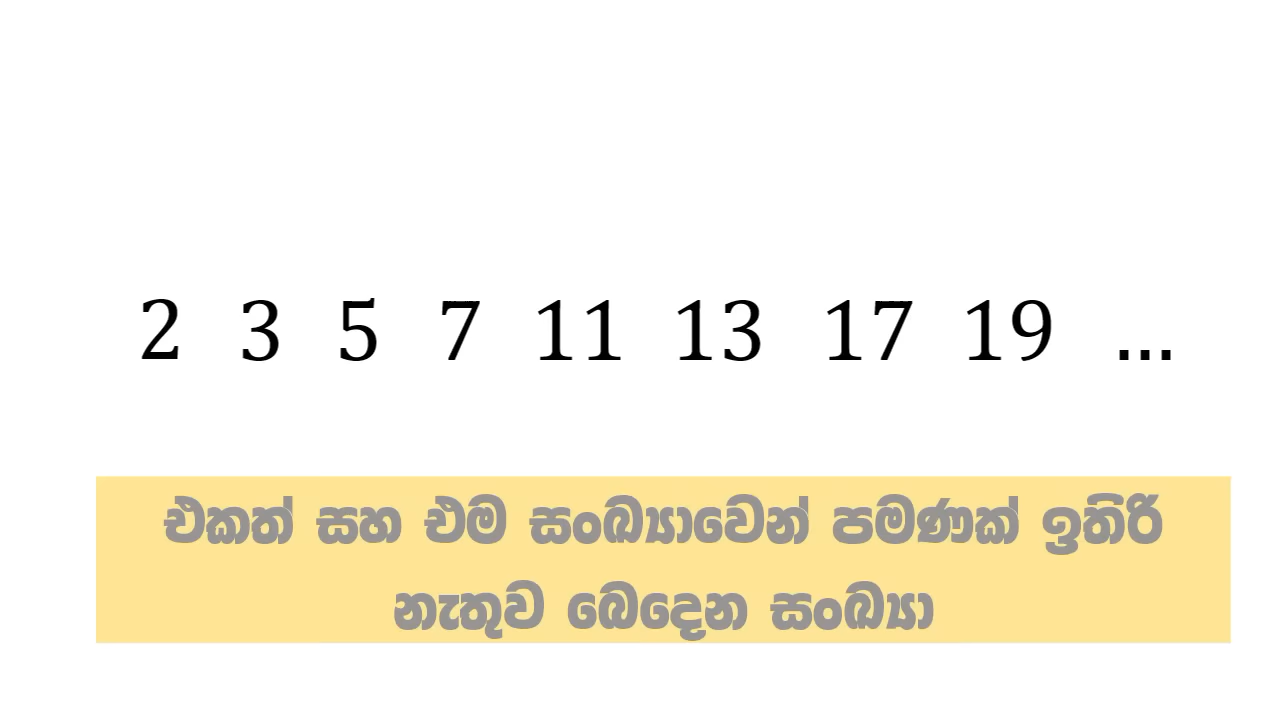 2 3 5 7 11 13 17 19 ...
එකත් සහ එම සංඛ්‍යාවෙන් පමණක් ඉතිරි
නැතුව බෙදෙන සංඛ්‍යා